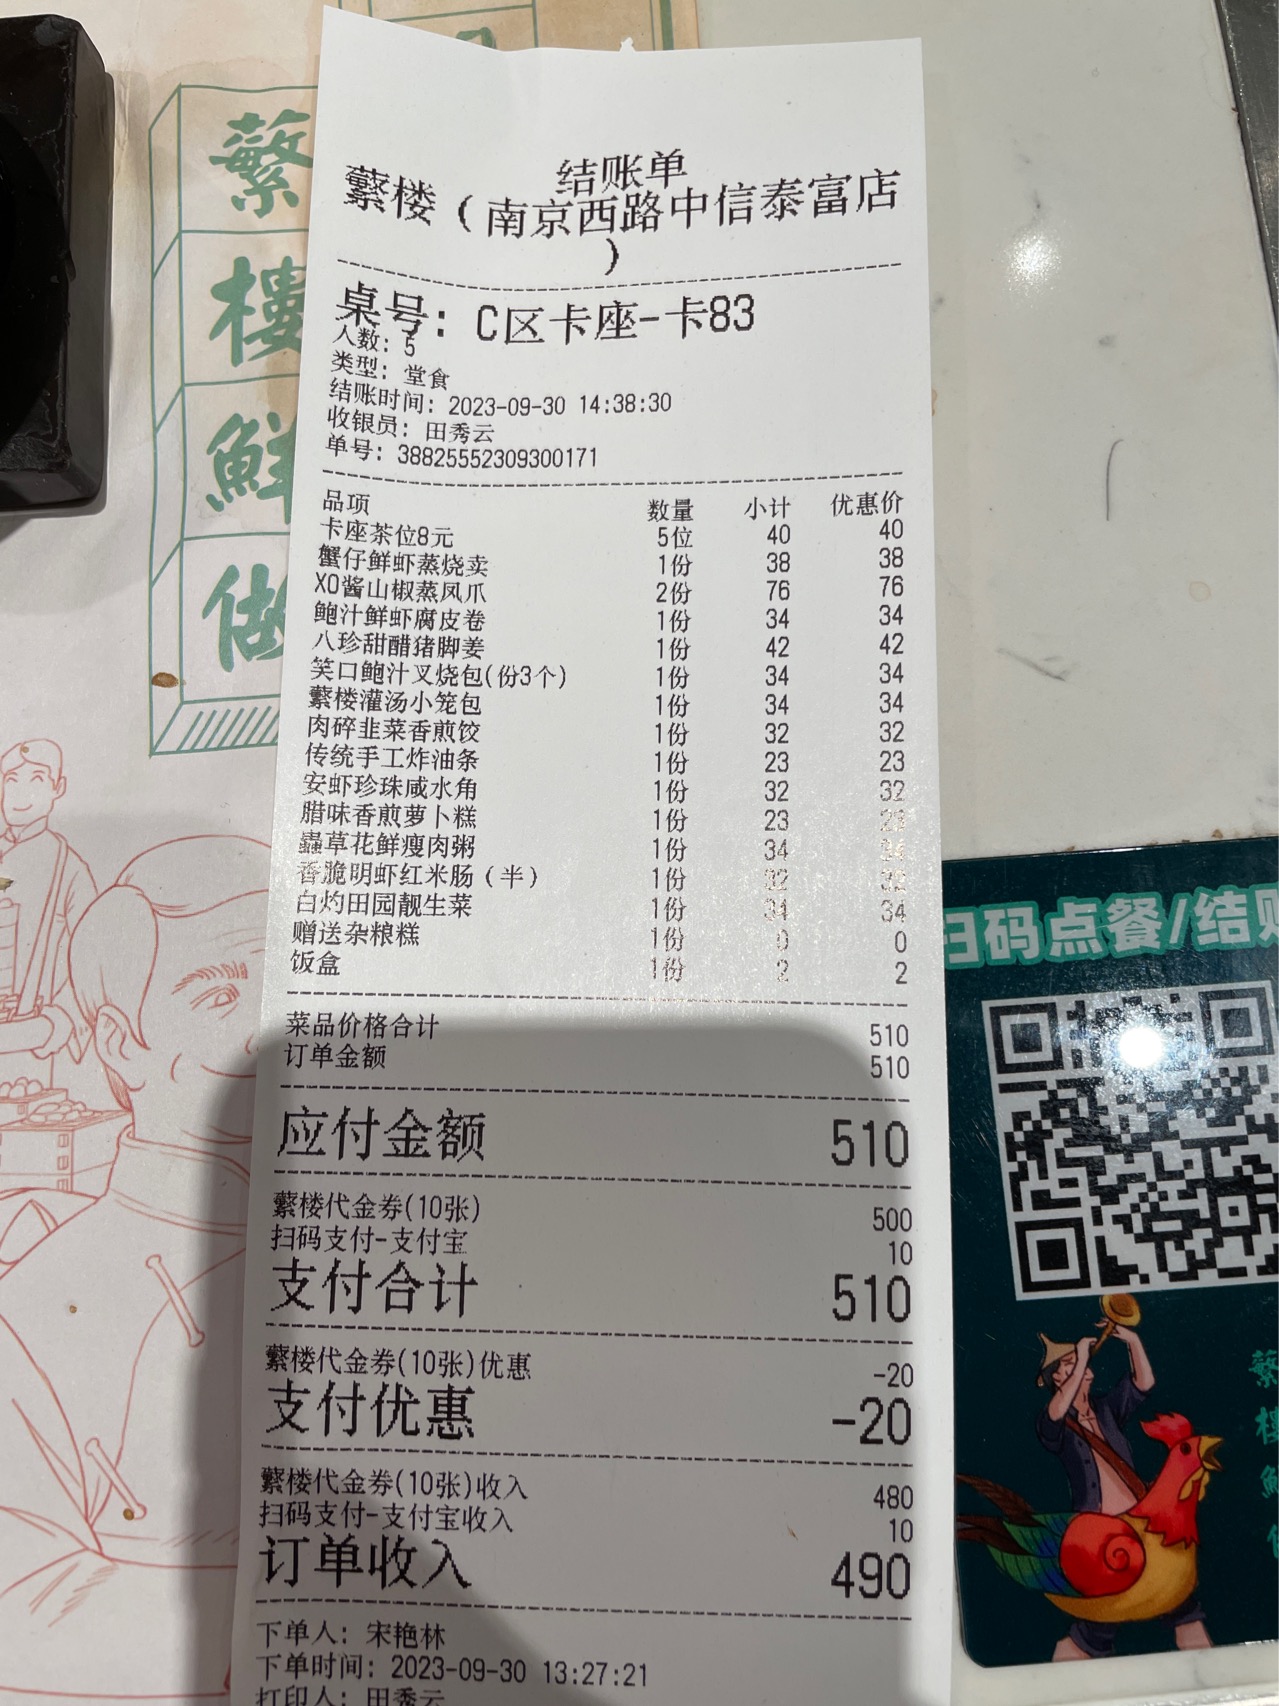 蘩
樓
鮮
做
结账单
蘩楼（南京西路中信泰富店
）
桌号：C区卡座-卡83
人数：5
类型：堂食
结账时间：2023-09-30 14:38:30
收银员：田秀云
单号：38825552309300171
品项 数量 小计 优惠价
卡座茶位8元 5位 40 40
蟹仔鲜虾蒸烧卖 1份 38 38
XO酱山椒蒸凤爪 2份 76 76
鲍汁鲜虾腐皮卷 1份 34 34
八珍甜醋猪脚姜 1份 42 42
笑口鲍汁叉烧包(份3个) 1份 34 34
蘩楼灌汤小笼包 1份 34 34
肉碎韭菜香煎饺 1份 32 32
传统手工炸油条 1份 23 23
安虾珍珠咸水角 1份 32 32
腊味香煎萝卜糕 1份 23 23
蟲草花鲜瘦肉粥 1份 34 34
香脆明虾红米肠（半） 1份 32 32
白灼田园靓生菜 1份 34 34
赠送杂粮糕 1份 0 0
饭盒 1份 2 2
菜品价格合计 510
订单金额 510
应付金额 510
蘩楼代金券(10张) 500
扫码支付-支付宝 10
支付合计 510
蘩楼代金券(10张)优惠 -20
支付优惠 -20
蘩楼代金券(10张)收入 480
扫码支付-支付宝收入 10
订单收入 490
下单人：宋艳林
下单时间：2023-09-30 13:27:21
打印人：田秀云
扫码点餐/结账